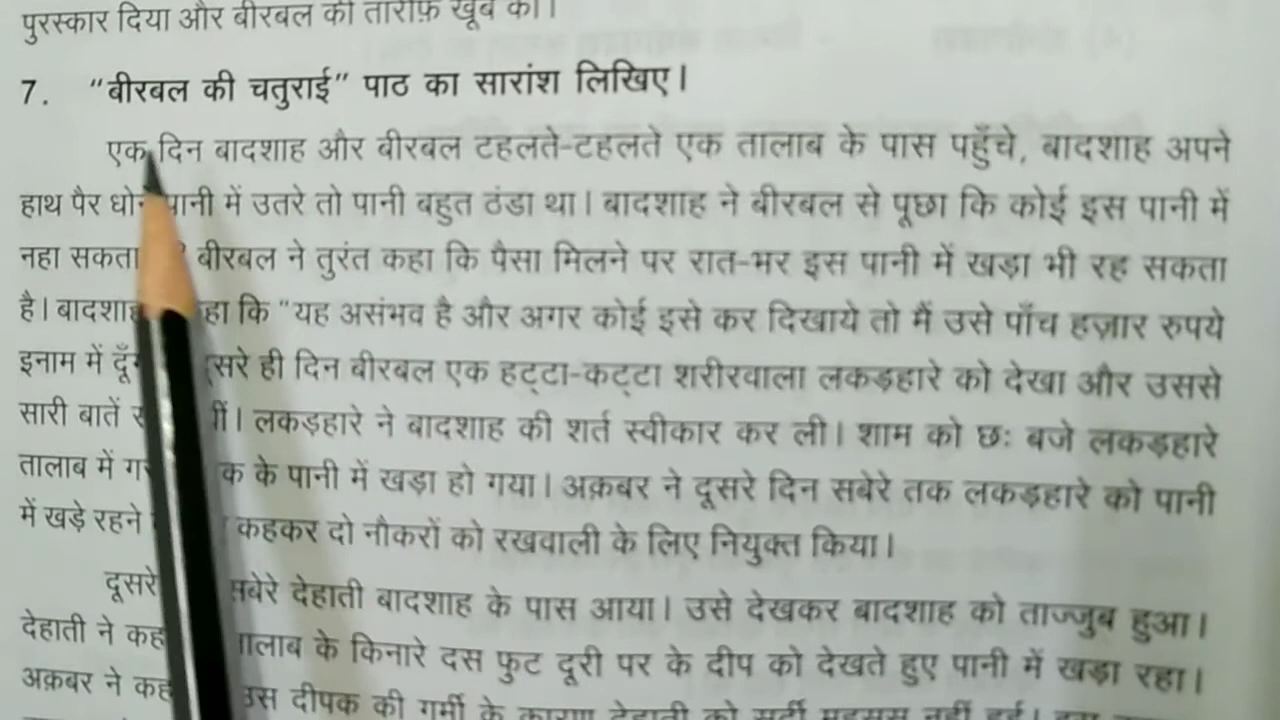 पुरस्कार दिया और बीरबल की तारीफ़ खूब की।
7. “बीरबल की चतुराई” पाठ का सारांश लिखिए।
एक दिन बादशाह और बीरबल टहलते-टहलते एक तालाब के पास पहुँचे, बादशाह अपने
हाथ पैर पानी में उतरे तो पानी बहुत ठंडा था। बादशाह ने बीरबल से पूछा कि कोई इस पानी में
नहा सकता बीरबल ने तुरंत कहा कि पैसा मिलने पर रात-भर इस पानी में खड़ा भी रह सकता
है। बादशाह कि “यह असंभव है और अगर कोई इसे कर दिखाये तो मैं उसे पाँच हज़ार रुपये
इनाम में ही दिन बीरबल एक हट्टा-कट्टा शरीरवाला लकड़हारे को देखा और उससे
सारी बातें लकड़हारे ने बादशाह की शर्त स्वीकार कर ली। शाम को छः बजे लकड़हारे
तालाब में के पानी में खड़ा हो गया। अक़बर ने दूसरे दिन सबेरे तक लकड़हारे को पानी
में खड़े रहने कहकर दो नौकरों को रखवाली के लिए नियुक्त किया।
दूसरे सबेरे देहाती बादशाह के पास आया। उसे देखकर बादशाह को ताज्जुब हुआ।
देहाती ने के किनारे दस फुट दूरी पर के दीप को देखते हुए पानी में खड़ा रहा।
अक़बर ने उस दीपक की गर्मी के कारण देहाती को सर्दी महसूस नहीं हुई।